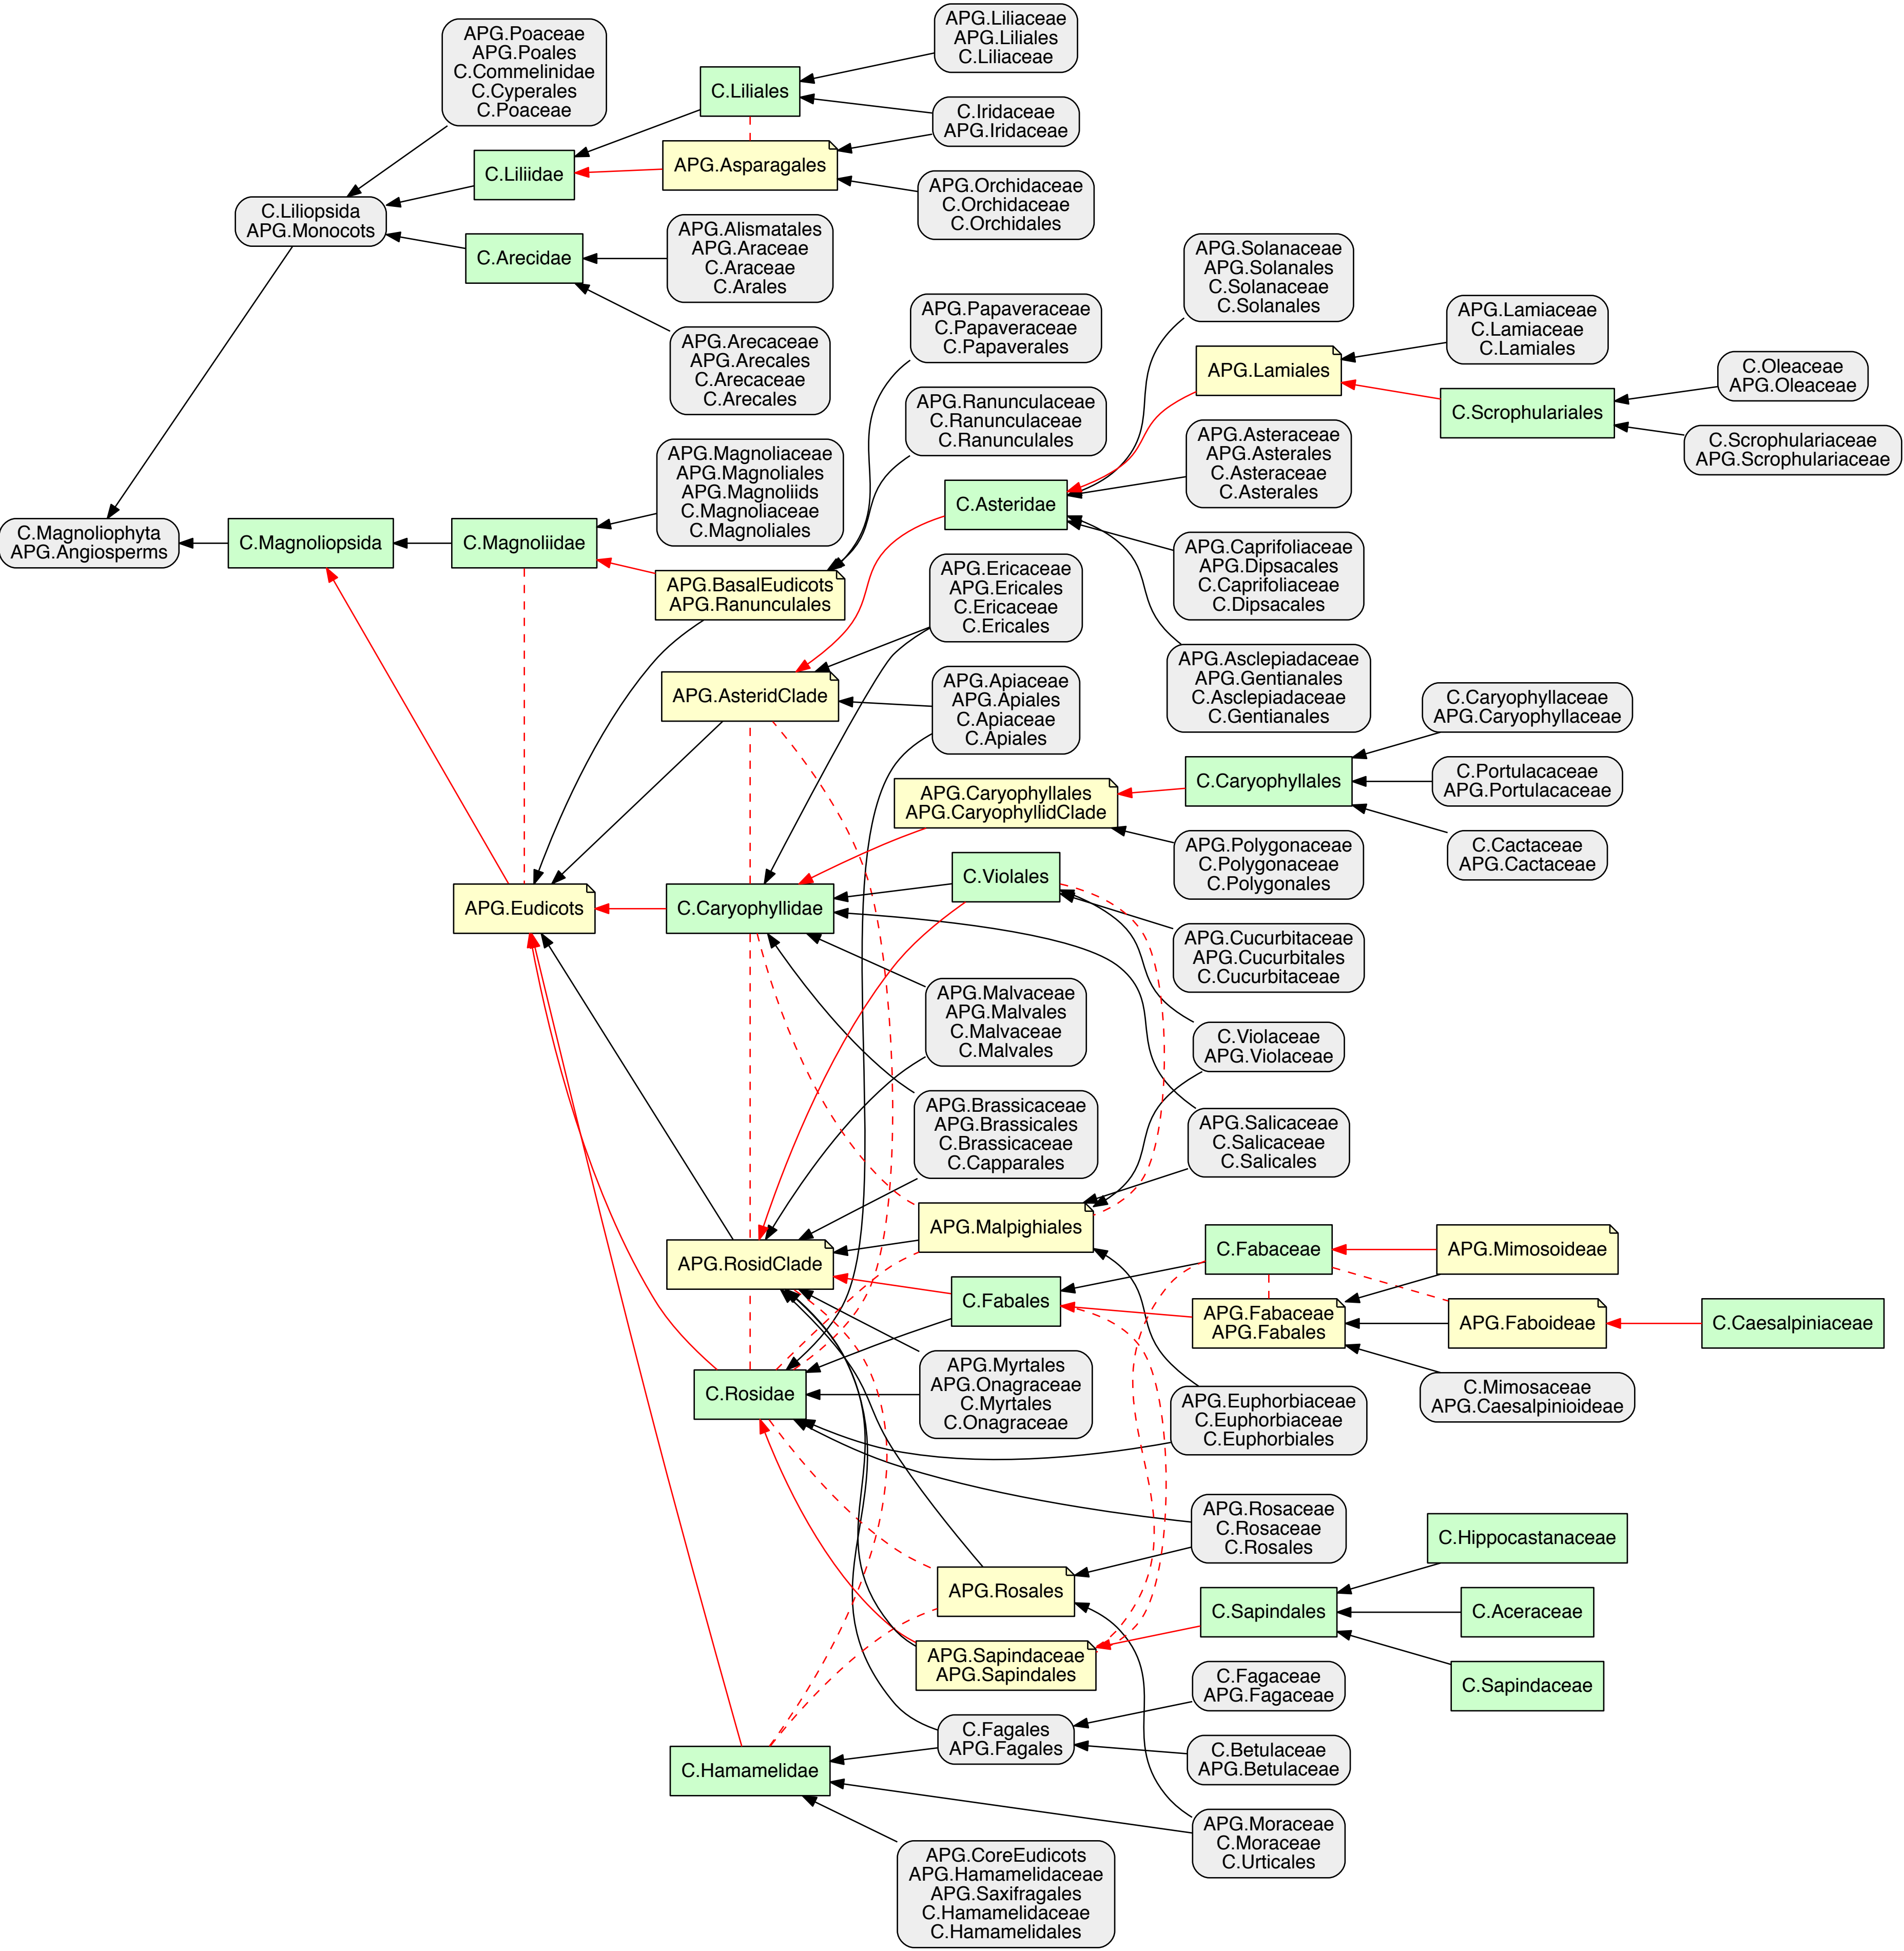 APG.Liliaceae
APG.Liliales
C.Liliaceae
APG.Poaceae
APG.Poales
C.Commelinidae
C.Cyperales
C.Poaceae
C.Liliales
C.Iridaceae
APG.Iridaceae
APG.Asparagales
C.Liliidae
APG.Orchidaceae
C.Orchidaceae
C.Orchidales
C.Liliopsida
APG.Monocots
C.Arecidae
APG.Alismatales
APG.Araceae
C.Araceae
C.Arales
APG.Solanaceae
APG.Solanales
C.Solanaceae
C.Solanales
APG.Papaveraceae
C.Papaveraceae
C.Papaverales
APG.Lamiaceae
C.Lamiaceae
C.Lamiales
APG.Arecaceae
APG.Arecales
C.Arecaceae
C.Arecales
APG.Lamiales
C.Oleaceae
APG.Oleaceae
C.Scrophulariales
APG.Ranunculaceae
C.Ranunculaceae
C.Ranunculales
C.Scrophulariaceae
APG.Scrophulariaceae
APG.Asteraceae
APG.Asterales
C.Asteraceae
C.Asterales
APG.Magnoliaceae
APG.Magnoliales
APG.Magnoliids
C.Magnoliaceae
C.Magnoliales
C.Asteridae
C.Magnoliophyta
APG.Angiosperms
C.Magnoliopsida
C.Magnoliidae
APG.Caprifoliaceae
APG.Dipsacales
C.Caprifoliaceae
C.Dipsacales
APG.BasalEudicots
APG.Ranunculales
APG.Ericaceae
APG.Ericales
C.Ericaceae
C.Ericales
APG.Asclepiadaceae
APG.Gentianales
C.Asclepiadaceae
C.Gentianales
APG.AsteridClade
APG.Apiaceae
APG.Apiales
C.Apiaceae
C.Apiales
C.Caryophyllaceae
APG.Caryophyllaceae
C.Caryophyllales
C.Portulacaceae
APG.Portulacaceae
APG.Caryophyllales
APG.CaryophyllidClade
C.Cactaceae
APG.Cactaceae
APG.Polygonaceae
C.Polygonaceae
C.Polygonales
C.Violales
APG.Eudicots
C.Caryophyllidae
APG.Cucurbitaceae
APG.Cucurbitales
C.Cucurbitaceae
APG.Malvaceae
APG.Malvales
C.Malvaceae
C.Malvales
C.Violaceae
APG.Violaceae
APG.Brassicaceae
APG.Brassicales
C.Brassicaceae
C.Capparales
APG.Salicaceae
C.Salicaceae
C.Salicales
APG.Malpighiales
C.Fabaceae
APG.Mimosoideae
APG.RosidClade
C.Fabales
APG.Fabaceae
APG.Fabales
APG.Faboideae
C.Caesalpiniaceae
C.Rosidae
APG.Myrtales
APG.Onagraceae
C.Myrtales
C.Onagraceae
C.Mimosaceae
APG.Caesalpinioideae
APG.Euphorbiaceae
C.Euphorbiaceae
C.Euphorbiales
APG.Rosaceae
C.Rosaceae
C.Rosales
C.Hippocastanaceae
APG.Rosales
C.Sapindales
C.Aceraceae
APG.Sapindaceae
APG.Sapindales
C.Sapindaceae
C.Fagaceae
APG.Fagaceae
C.Fagales
APG.Fagales
C.Betulaceae
APG.Betulaceae
C.Hamamelidae
APG.Moraceae
C.Moraceae
C.Urticales
APG.CoreEudicots
APG.Hamamelidaceae
APG.Saxifragales
C.Hamamelidaceae
C.Hamamelidales